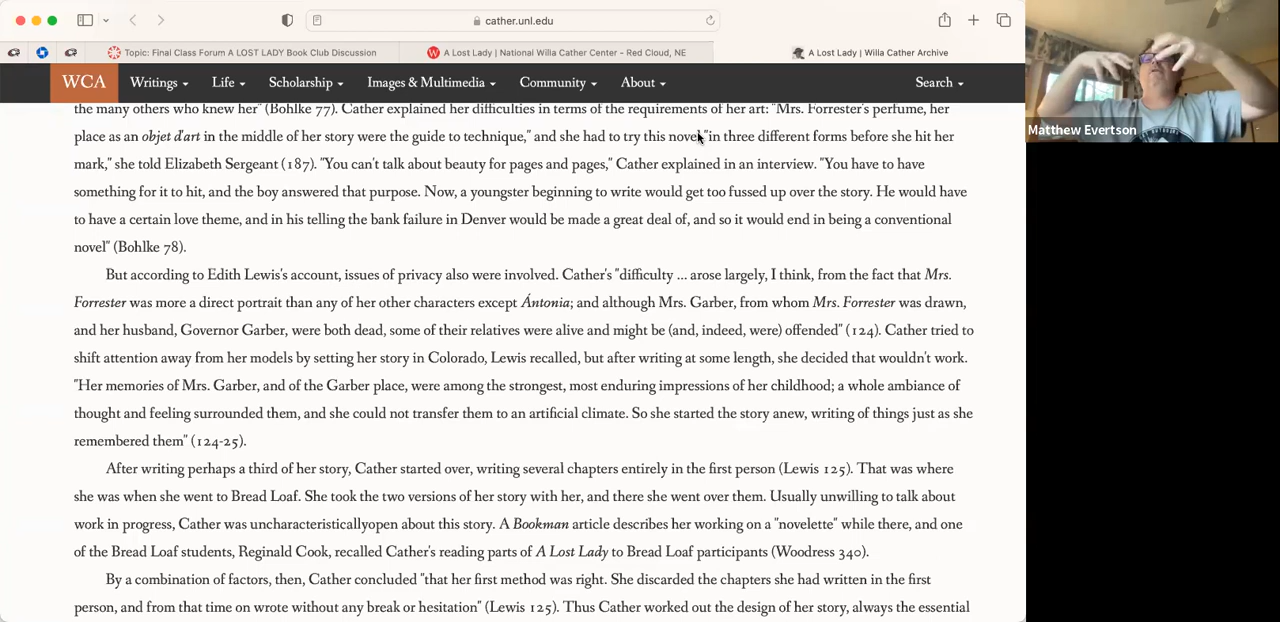 cather.unl.edu
Topic: Final Class Forum A LOST LADY Book Club Discussion
A Lost Lady | National Willa Cather Center - Red Cloud, NE
A Lost Lady | Willa Cather Archive
WCA Writings Life Scholarship Images & Multimedia Community About Search
the many others who knew her" (Bohlke 77). Cather explained her difficulties in terms of the requirements of her art: "Mrs. Forrester's perfume, her
place as an objet d'art in the middle of her story were the guide to technique," and she had to try this novel "in three different forms before she hit her
mark," she told Elizabeth Sergeant (187). "You can't talk about beauty for pages and pages," Cather explained in an interview. "You have to have
something for it to hit, and the boy answered that purpose. Now, a youngster beginning to write would get too fussed up over the story. He would have
to have a certain love theme, and in his telling the bank failure in Denver would be made a great deal of, and so it would end in being a conventional
novel" (Bohlke 78).
But according to Edith Lewis's account, issues of privacy also were involved. Cather's "difficulty ... arose largely, I think, from the fact that Mrs.
Forrester was more a direct portrait than any of her other characters except Ántonia; and although Mrs. Garber, from whom Mrs. Forrester was drawn,
and her husband, Governor Garber, were both dead, some of their relatives were alive and might be (and, indeed, were) offended" (124). Cather tried to
shift attention away from her models by setting her story in Colorado, Lewis recalled, but after writing at some length, she decided that wouldn't work.
"Her memories of Mrs. Garber, and of the Garber place, were among the strongest, most enduring impressions of her childhood; a whole ambiance of
thought and feeling surrounded them, and she could not transfer them to an artificial climate. So she started the story anew, writing of things just as she
remembered them" (124-25).
After writing perhaps a third of her story, Cather started over, writing several chapters entirely in the first person (Lewis 125). That was where
she was when she went to Bread Loaf. She took the two versions of her story with her, and there she went over them. Usually unwilling to talk about
work in progress, Cather was uncharacteristicallyopen about this story. A Bookman article describes her working on a "novelette" while there, and one
of the Bread Loaf students, Reginald Cook, recalled Cather's reading parts of A Lost Lady to Bread Loaf participants (Woodress 340).
By a combination of factors, then, Cather concluded "that her first method was right. She discarded the chapters she had written in the first
person, and from that time on wrote without any break or hesitation" (Lewis 125). Thus Cather worked out the design of her story, always the essential
Matthew Evertson